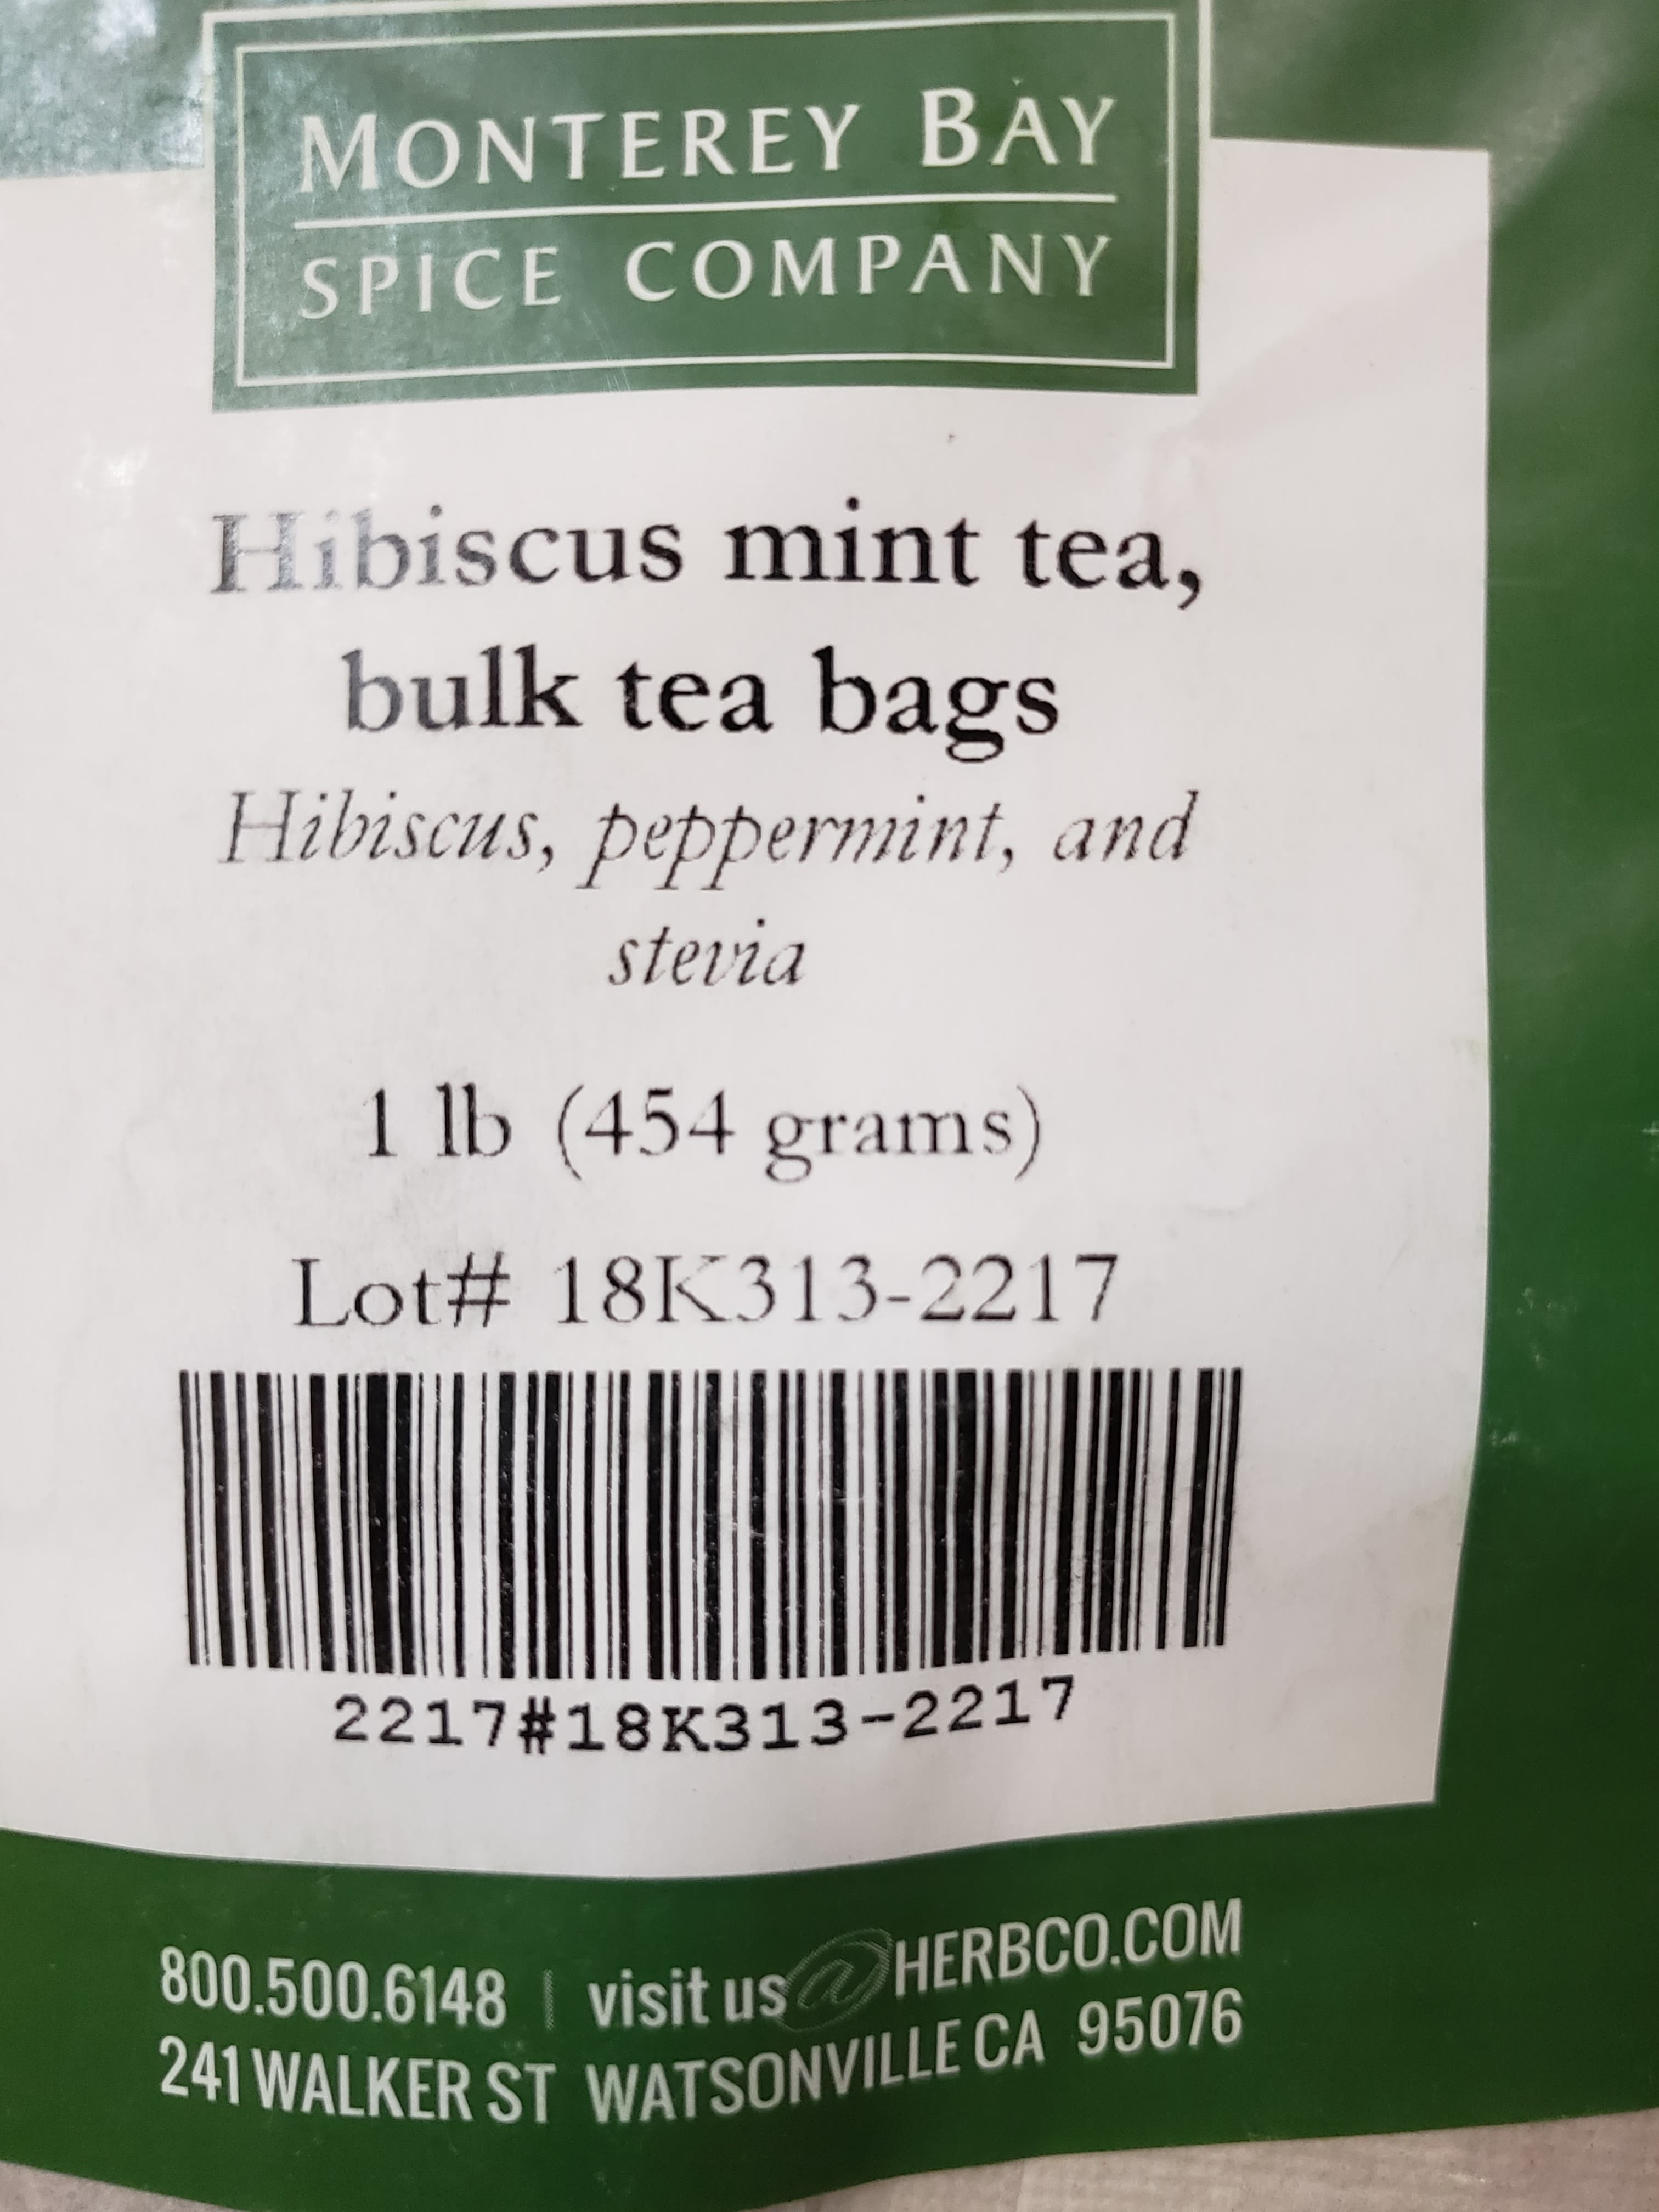 MONTEREY BAY
SPICE COMPANY
Hibiscus mint tea,
bulk tea bags
Hibiscus, peppermint, and
stevia
1 lb (454 grams)
Lot# 18K313-2217
2217#18K313-2217
800.500.6148 | visit us @ HERBCO.COM
241 WALKER ST WATSONVILLE CA 95076